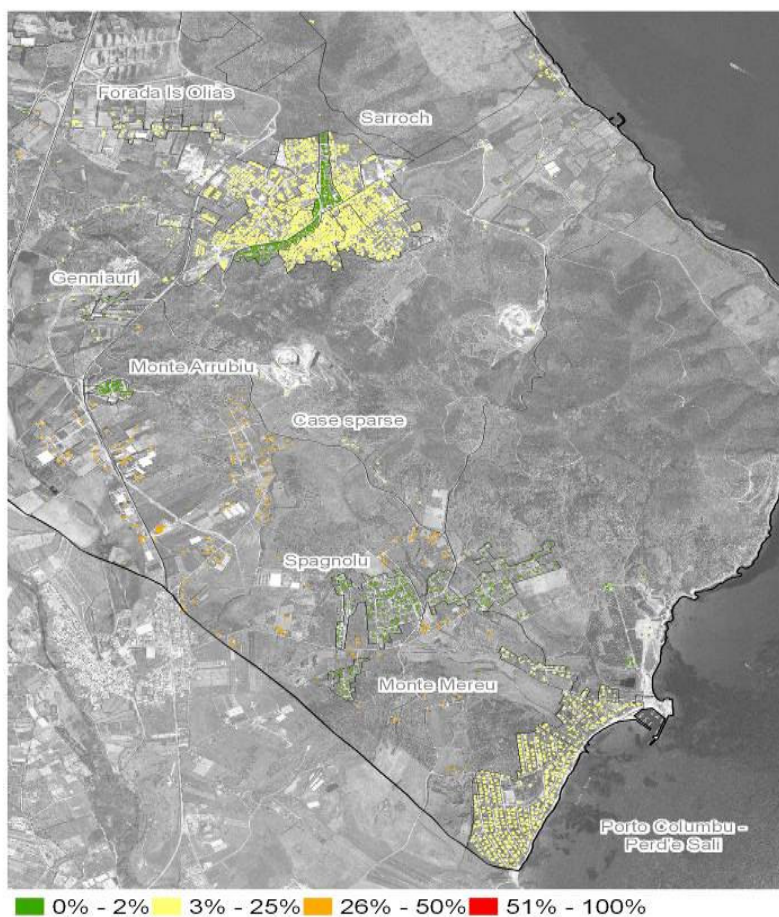 Forada Is Olias
Sarroch
Genniauri
Monte Arrubiu
Case sparse
Spagnolu
Monte Mereu
Porto Columbu -
Perd'e Sali
0% - 2% 3% - 25% 26% - 50% 51% - 100%